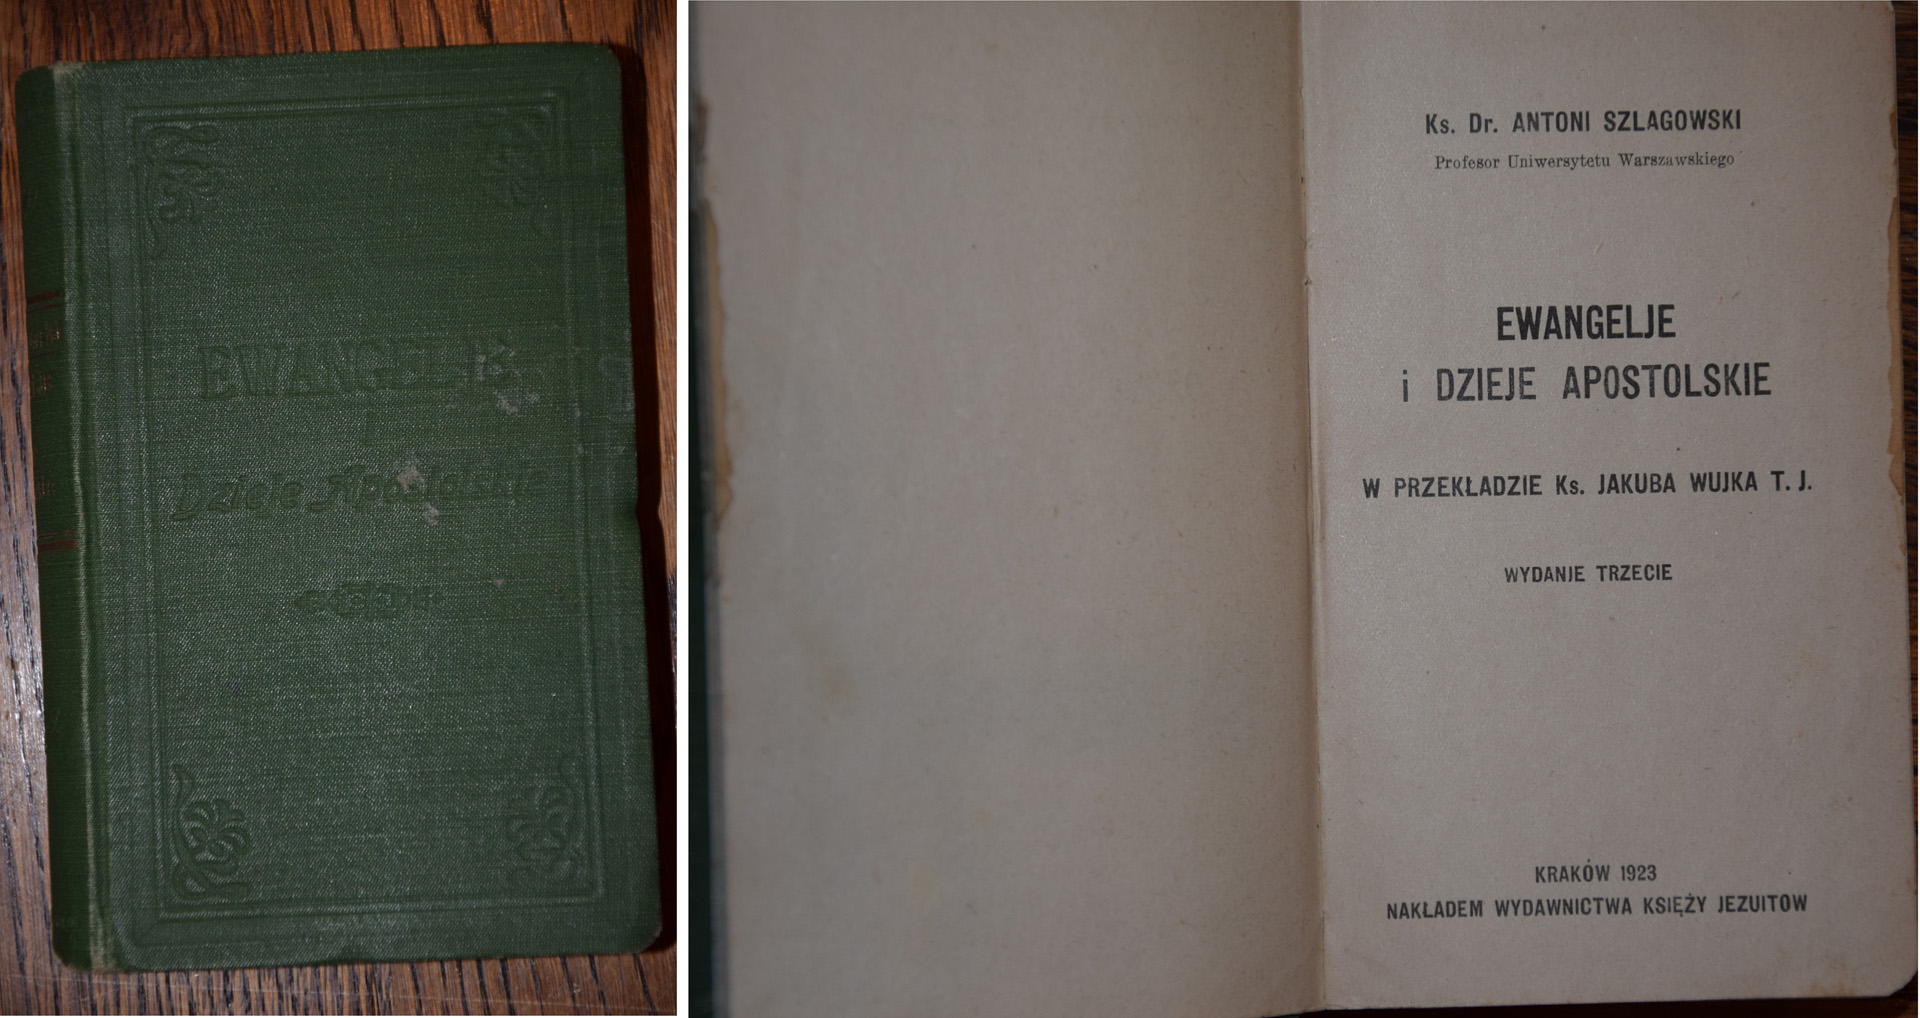 EWANGELJE
i
Dzieje Apostolskie
Ks. Dr. ANTONI SZLAGOWSKI
Profesor Uniwersytetu Warszawskiego
EWANGELJE
i DZIEJE APOSTOLSKIE
W PRZEKŁADZIE Ks. JAKUBA WUJKA T. J.
WYDANIE TRZECIE
KRAKÓW 1923
NAKŁADEM WYDAWNICTWA KSIĘŻY JEZUITOW